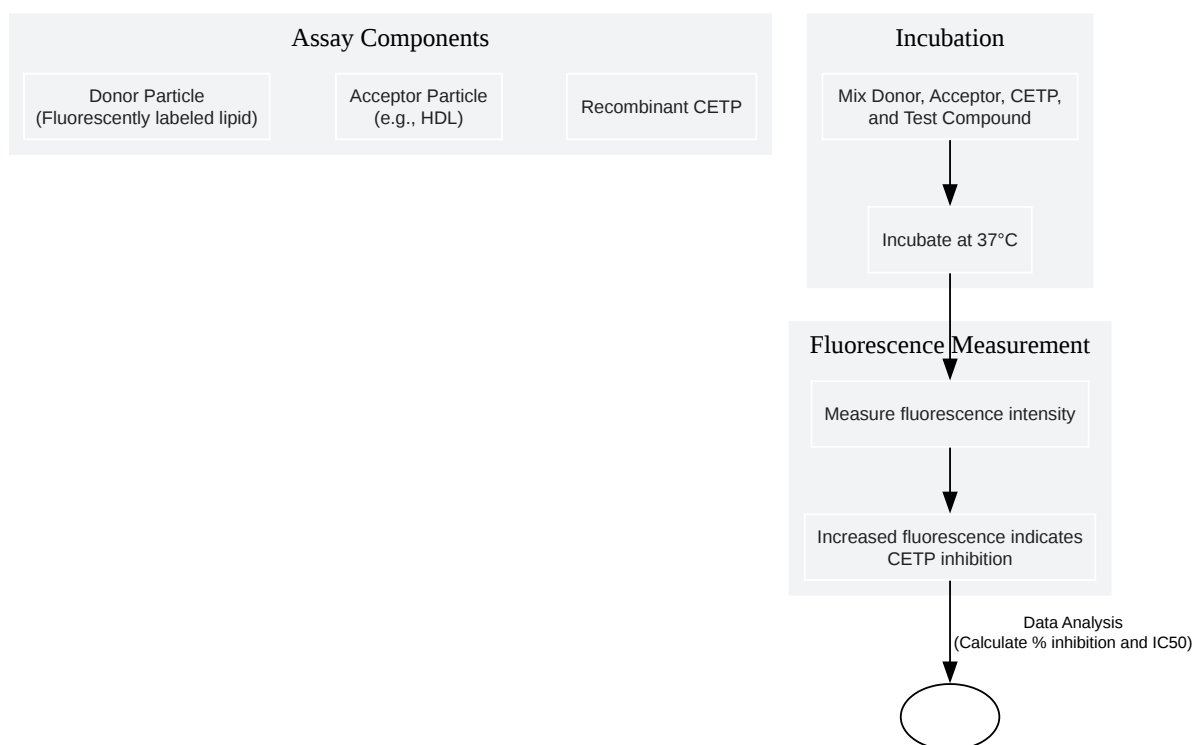 Assay Components
Donor Particle
(Fluorescently labeled lipid)
Acceptor Particle
(e.g., HDL)
Recombinant CETP
Incubation
Mix Donor, Acceptor, CETP,
and Test Compound
Incubate at 37°C
Fluorescence Measurement
Measure fluorescence intensity
Increased fluorescence indicates
CETP inhibition
Data Analysis
(Calculate % inhibition and IC50)